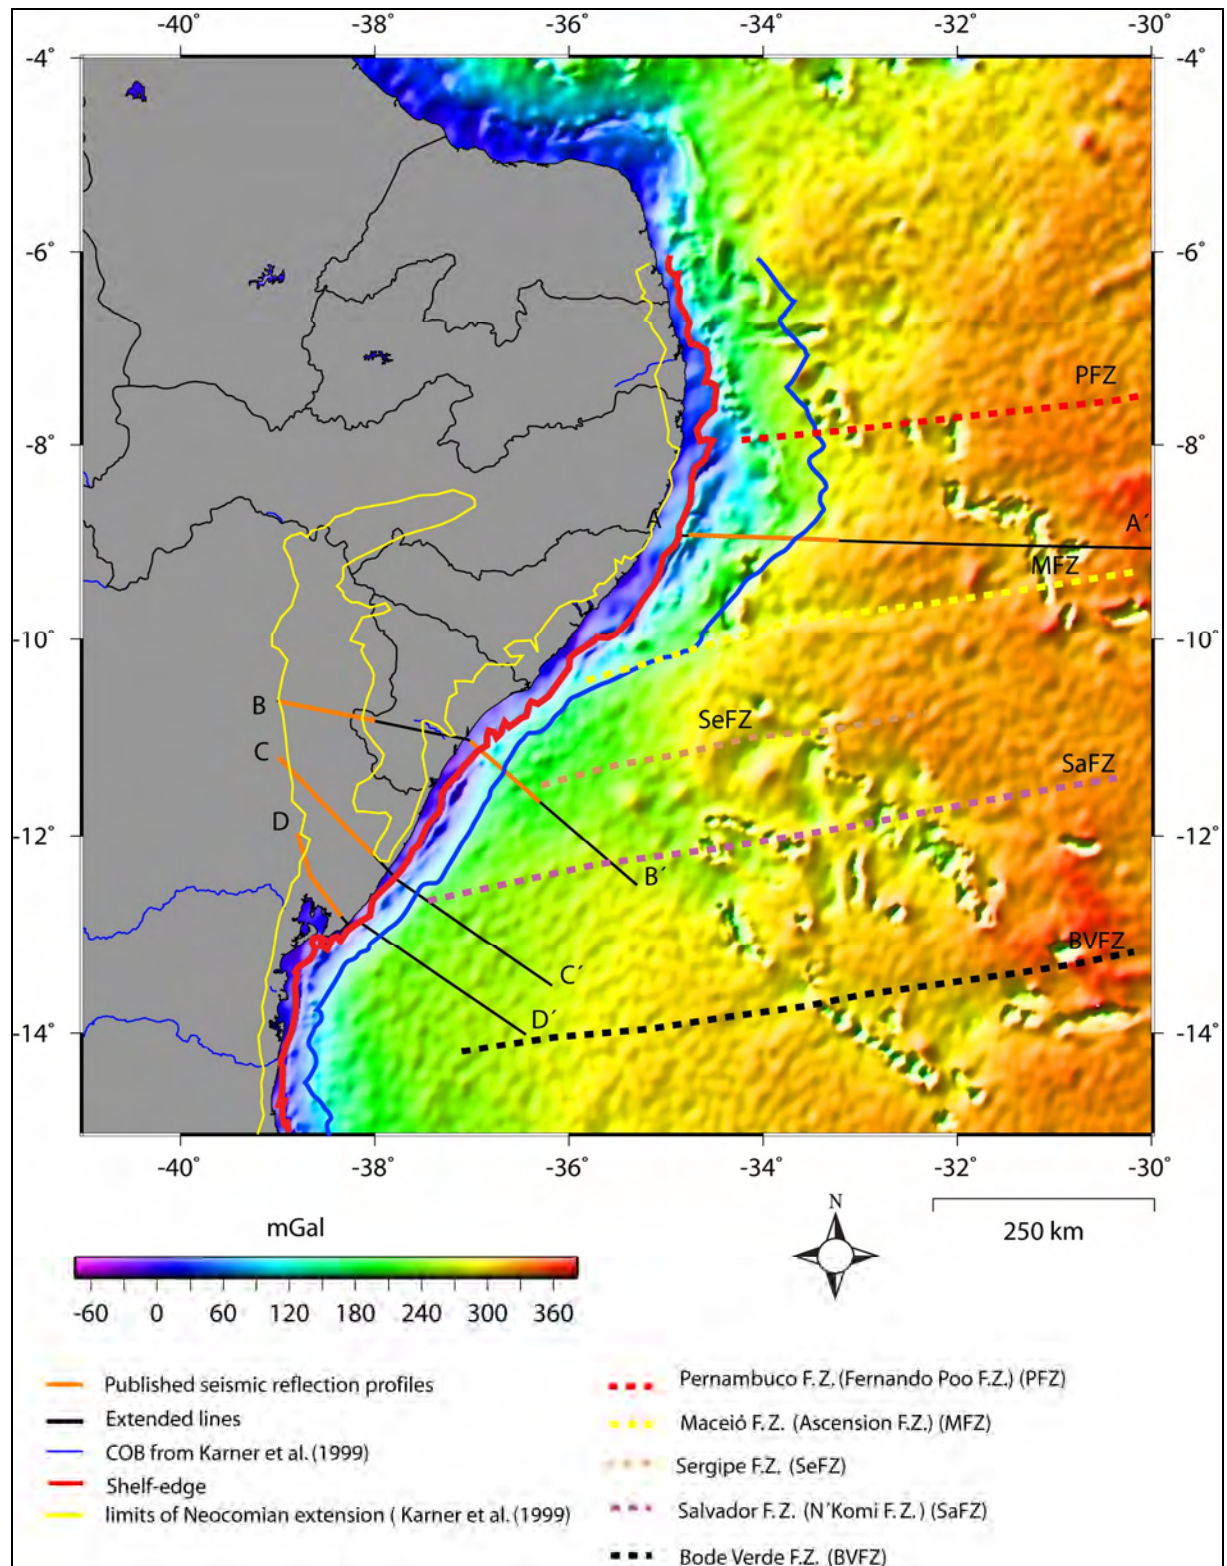 -40° -38° -36° -34° -32° -30°
-4° -4°
-6° -6°
PFZ
-8° -8°
A A´
MFZ
-10° -10°
B SeFZ
C SaFZ
D
-12° -12°
B´
BVFZ
C´
D´
-14° -14°
-40° -38° -36° -34° -32° -30°
N
mGal
250 km
-60 0 60 120 180 240 300 360
Published seismic reflection profiles
Extended lines
COB from Karner et al. (1999)
Shelf-edge
limits of Neocomian extension ( Karner et al. (1999)
Pernambuco F.Z. (Fernando Poo F.Z.) (PFZ)
Maceió F.Z. (Ascension F.Z.) (MFZ)
Sergipe F.Z. (SeFZ)
Salvador F.Z. (N´Komi F.Z.) (SaFZ)
Bode Verde F.Z. (BVFZ)